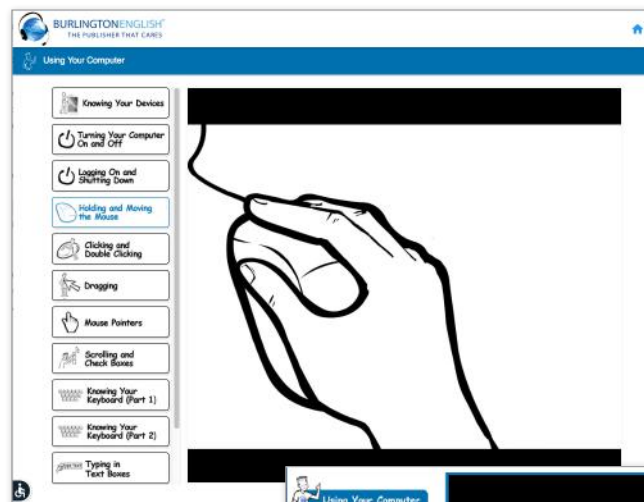 BURLINGTONENGLISH
THE PUBLISHER THAT CARES
Using Your Computer
Knowing Your Devices
Turning Your Computer
On and Off
Logging On and
Shutting Down
Holding and Moving
the Mouse
Clicking and
Double Clicking
Dragging
Mouse Pointers
Scrolling and
Check Boxes
Knowing Your
Keyboard (Part 1)
Knowing Your
Keyboard (Part 2)
Typing in
Text Boxes
Using Your Computer